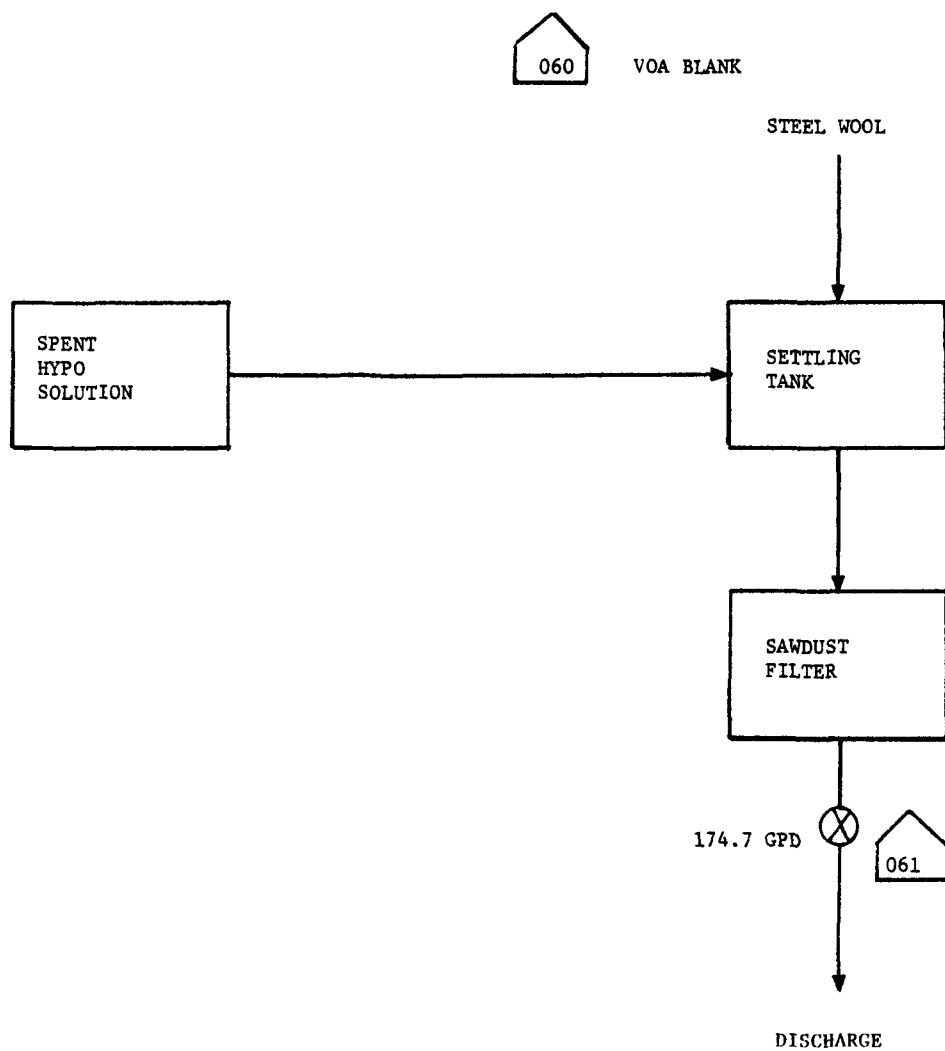 060 VOA BLANK
STEEL WOOL
SPENT
HYPO
SOLUTION
SETTLING
TANK
SAWDUST
FILTER
174.7 GPD
061
DISCHARGE